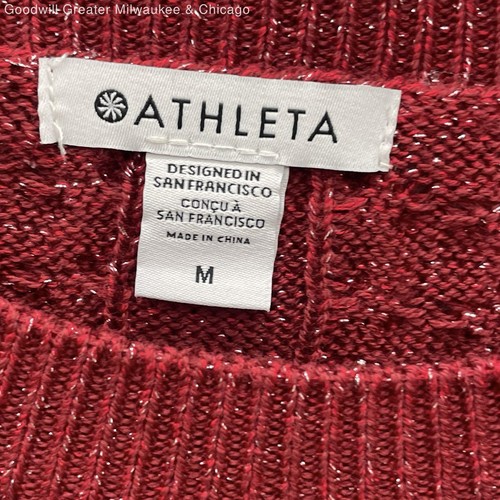 Goodwill Greater Milwaukee & Chicago
ATHLETA
DESIGNED IN
SAN FRANCISCO
CONÇU À
SAN FRANCISCO
MADE IN CHINA
M